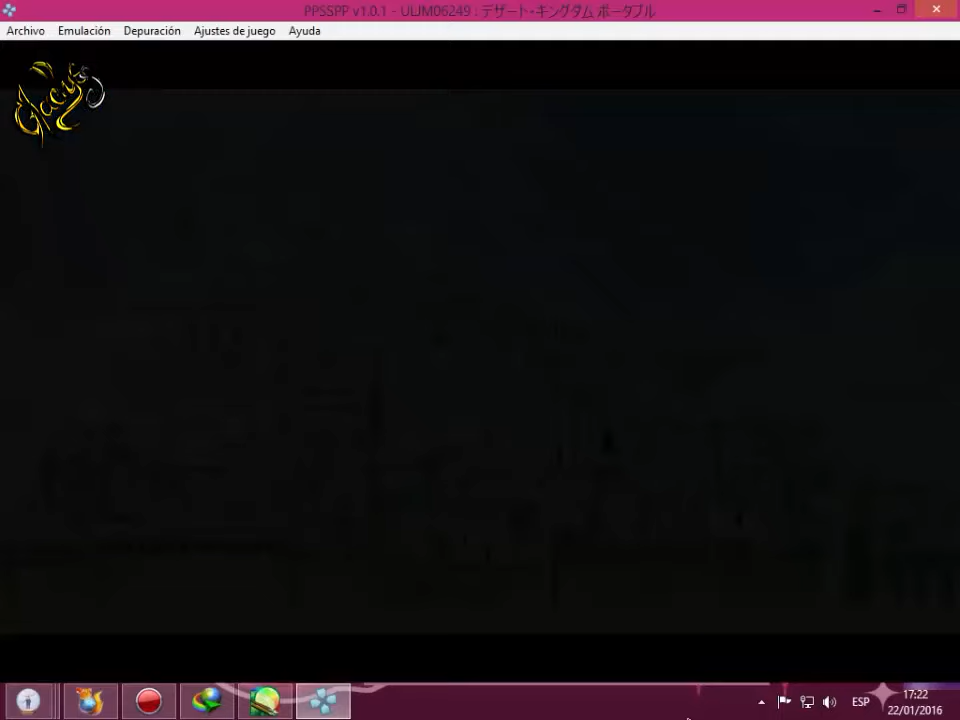 PPSSPP v1.0.1 - ULJM06249 : デザート・キングダム ポータブル
Archivo Emulación Depuración Ajustes de juego Ayuda
Glacius
ESP
17:22
22/01/2016